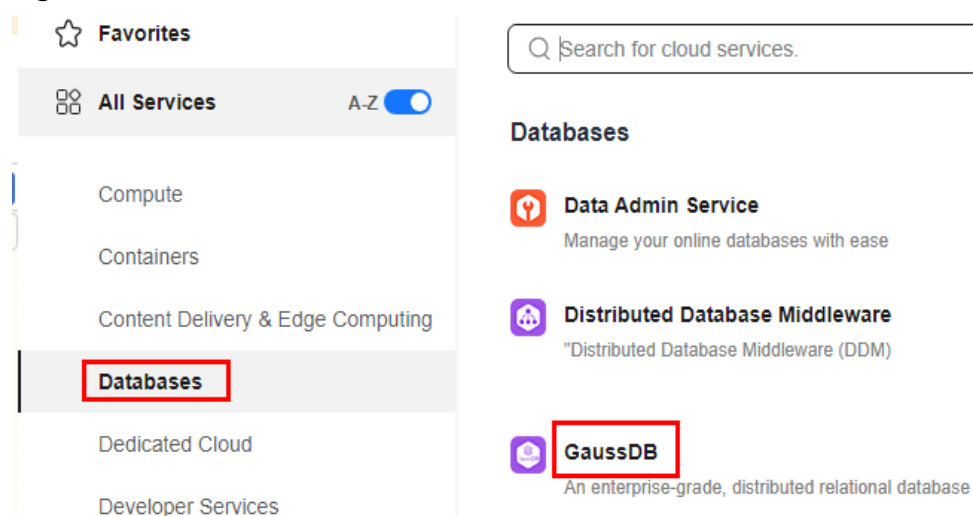 Favorites
All Services A-Z
Compute
Containers
Content Delivery & Edge Computing
Databases
Dedicated Cloud
Developer Services
Search for cloud services.
Databases
Data Admin Service
Manage your online databases with ease
Distributed Database Middleware
"Distributed Database Middleware (DDM)
GaussDB
An enterprise-grade, distributed relational database